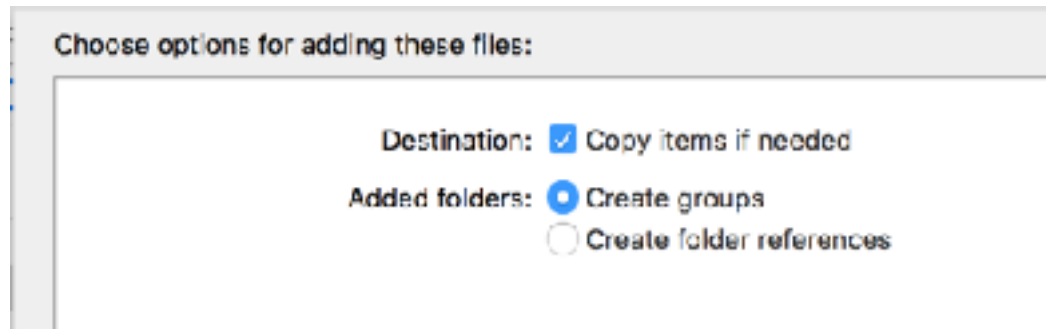 Choose options for adding these files:
Destination: Copy items if needed
Added folders: Create groups
Create folder references